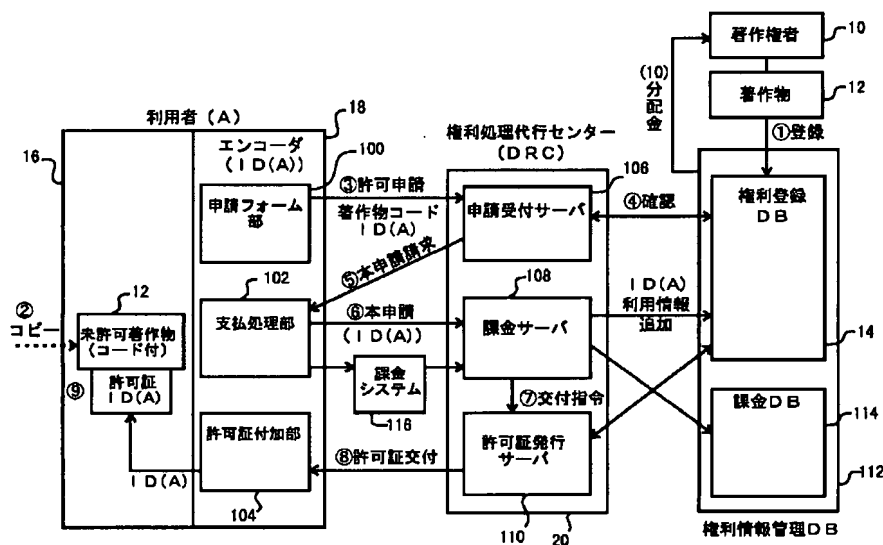 著作権者
10
(10)
分配金
著作物
12
①登録
利用者(A)
18
16
エンコーダ
(ID(A))
100
権利処理代行センター
(DRC)
106
申請フォーム
部
③許可申請
著作物コード
ID(A)
申請受付サーバ
④確認
権利登録
DB
⑤本申請請求
102
108
ID(A)
利用情報
追加
②
コピー
12
未許可著作物
(コード付)
支払処理部
⑥本申請
(ID(A))
課金サーバ
14
⑨
許可証
ID(A)
課金
システム
116
⑦交付指令
課金DB
114
許可証付加部
⑧許可証交付
許可証発行
サーバ
ID(A)
104
110
20
112
権利情報管理DB